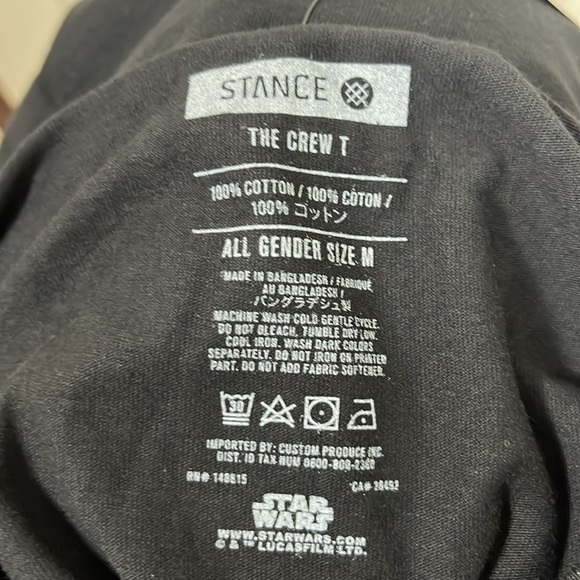 STANCE
THE CREW T
100% COTTON / 100% COTON /
100% コットン
ALL GENDER SIZE M
MADE IN BANGLADESH / FABRIQUÉ
AU BANGLADESH /
バングラデシュ製
MACHINE WASH COLD GENTLE CYCLE.
DO NOT BLEACH. TUMBLE DRY LOW.
COOL IRON. WASH DARK COLORS
SEPARATELY. DO NOT IRON ON PRINTED
PART. DO NOT ADD FABRIC SOFTENER.
30
IMPORTED BY: CUSTOM PRODUCE INC.
DIST. ID TAX NUM 0600-800-2360
RN# 148615 CA# 28492
STAR
WARS
WWW.STARWARS.COM
© & ™ LUCASFILM LTD.